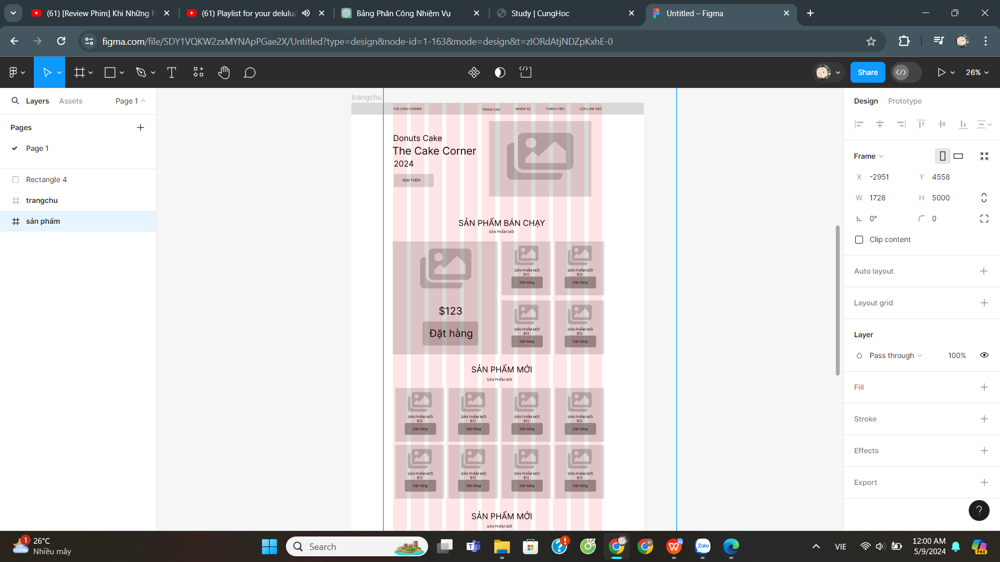 (61) [Review Phim] Khi Những N
(61) Playlist for your delulu/
Bảng Phân Công Nhiệm Vụ
Study | CungHoc
Untitled – Figma
figma.com/file/SDY1VQKW2zxMYNApPGae2X/Untitled?type=design&node-id=1-163&mode=design&t=zIORdAtjNDZpKxhE-0
Share
26%
Layers
Assets
Page 1
Pages
Page 1
Rectangle 4
trangchu
sản phẩm
trangchu
THE CAKE CORNER
TRANG CHỦ
NHIỆM VỤ
THÀNH VIÊN
LỊCH LÀM VIỆC
Donuts Cake
The Cake Corner
2024
XEM THÊM
SẢN PHẨM BÁN CHẠY
SẢN PHẨM MỚI
$123
Đặt hàng
SẢN PHẨM MỚI
$12
Đặt hàng
SẢN PHẨM MỚI
$12
Đặt hàng
SẢN PHẨM MỚI
$12
Đặt hàng
SẢN PHẨM MỚI
$12
Đặt hàng
SẢN PHẨM MỚI
SẢN PHẨM MỚI
SẢN PHẨM MỚI
$12
Đặt hàng
SẢN PHẨM MỚI
$12
Đặt hàng
SẢN PHẨM MỚI
$12
Đặt hàng
SẢN PHẨM MỚI
$12
Đặt hàng
SẢN PHẨM MỚI
$12
Đặt hàng
SẢN PHẨM MỚI
$12
Đặt hàng
SẢN PHẨM MỚI
$12
Đặt hàng
SẢN PHẨM MỚI
$12
Đặt hàng
SẢN PHẨM MỚI
SẢN PHẨM MỚI
Design
Prototype
Frame
X -2951
Y 4558
W 1728
H 5000
0°
0
Clip content
Auto layout
Layout grid
Layer
Pass through
100%
Fill
Stroke
Effects
Export
?
1
26°C
Nhiều mây
Search
Zalo
VIE
12:00 AM
5/9/2024
PRE